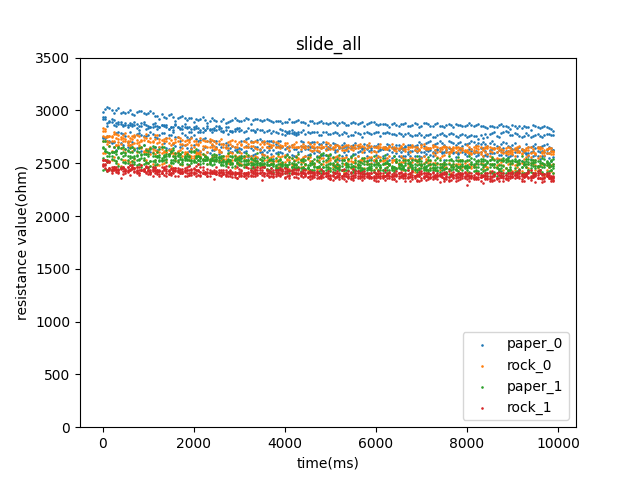 slide_all
3500
3000
2500
2000
1500
1000
500
0
resistance value(ohm)
paper_0
rock_0
paper_1
rock_1
0 2000 4000 6000 8000 10000
time(ms)